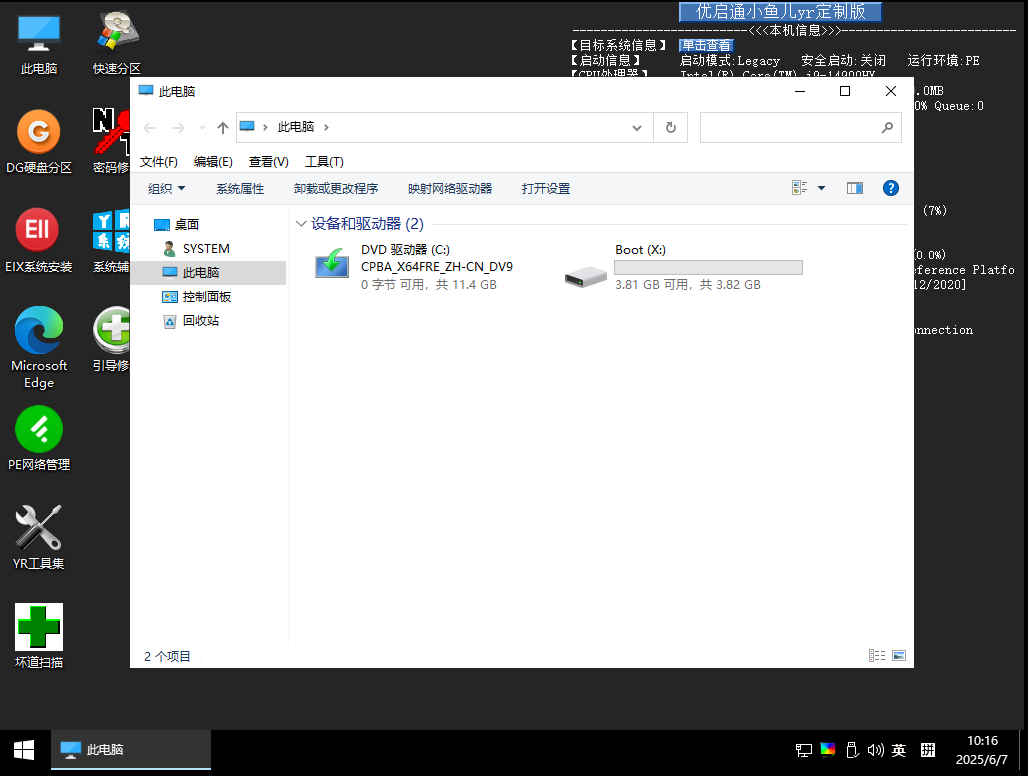 优启通小鱼儿yr定制版
-------------------------<<<本机信息>>>-------------------------
【目标系统信息】 单击查看
【启动信息】 启动模式:Legacy 安全启动:关闭 运行环境:PE
【CPU处理器】 Intel(R) Core(TM) i9-14900HX
.0MB
0% Queue:0
(7%)
(0.0%)
eference Platfo
12/2020]
onnection
此电脑
快速分区
DG硬盘分区
密码修
EIX系统安装
系统辅
Microsoft
Edge
引导修
PE网络管理
YR工具集
坏道扫描
此电脑
此电脑
文件(F) 编辑(E) 查看(V) 工具(T)
组织 系统属性 卸载或更改程序 映射网络驱动器 打开设置
桌面
SYSTEM
此电脑
控制面板
回收站
设备和驱动器 (2)
DVD 驱动器 (C:)
CPBA_X64FRE_ZH-CN_DV9
0 字节 可用，共 11.4 GB
Boot (X:)
3.81 GB 可用，共 3.82 GB
2 个项目
此电脑
英
拼
10:16
2025/6/7